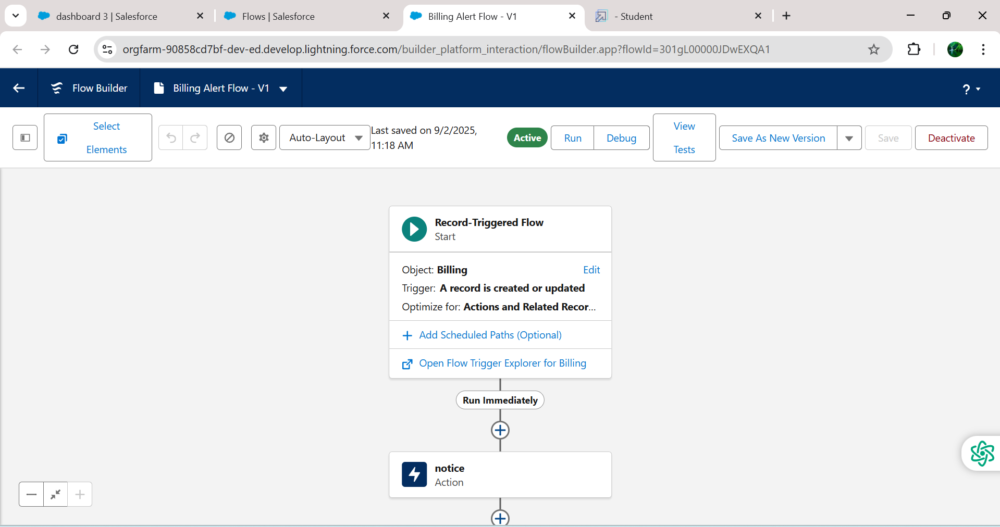 dashboard 3 | Salesforce
Flows | Salesforce
Billing Alert Flow - V1
- Student
orgfarm-90858cd7bf-dev-ed.develop.lightning.force.com/builder_platform_interaction/flowBuilder.app?flowId=301gL00000JDwEXQA1
Flow Builder
Billing Alert Flow - V1
?
Select
Elements
Auto-Layout
Last saved on 9/2/2025,
11:18 AM
Active
Run
Debug
View
Tests
Save As New Version
Save
Deactivate
Record-Triggered Flow
Start
Object: Billing
Edit
Trigger: A record is created or updated
Optimize for: Actions and Related Recor...
Add Scheduled Paths (Optional)
Open Flow Trigger Explorer for Billing
Run Immediately
notice
Action